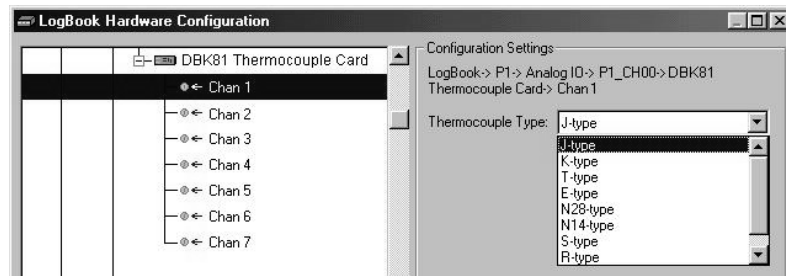 LogBook Hardware Configuration
DBK81 Thermocouple Card
Chan 1
Chan 2
Chan 3
Chan 4
Chan 5
Chan 6
Chan 7
Configuration Settings
LogBook-> P1-> Analog IO-> P1_CH00-> DBK81
Thermocouple Card-> Chan 1
Thermocouple Type: J-type
J-type
K-type
T-type
E-type
N28-type
N14-type
S-type
R-type